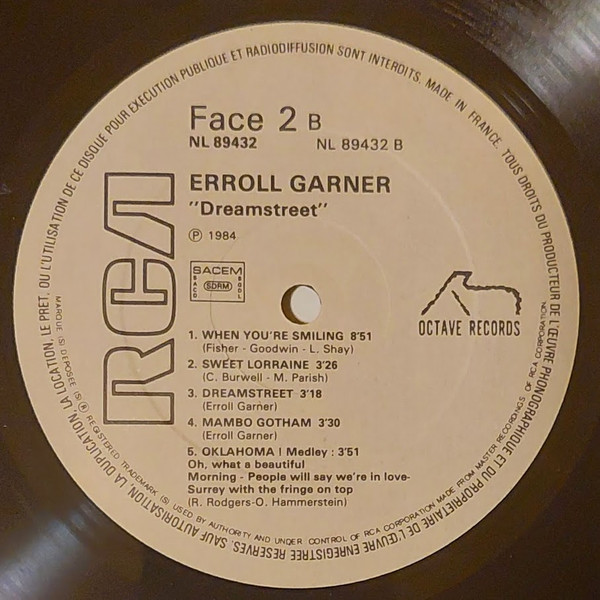 Face 2 B
NL 89432 NL 89432 B
ERROLL GARNER
"Dreamstreet"
Ⓟ 1984
RCA
SACEM
SACD SDRM SGDL
OCTAVE RECORDS
1. WHEN YOU'RE SMILING 8'51
(Fisher - Goodwin - L. Shay)
2. SWEET LORRAINE 3'26
(C. Burwell - M. Parish)
3. DREAMSTREET 3'18
(Erroll Garner)
4. MAMBO GOTHAM 3'30
(Erroll Garner)
5. OKLAHOMA ! Medley : 3'51
Oh, what a beautiful
Morning - People will say we're in love-
Surrey with the fringe on top
(R. Rodgers-O. Hammerstein)
MADE IN FRANCE. TOUS DROITS DU PRODUCTEUR DE L'ŒUVRE PHONOGRAPHIQUE ET DU PROPRIETAIRE DE L'ŒUVRE ENREGISTREE RESERVES. SAUF AUTORISATION, LA DUPLICATION, LA LOCATION, LE PRET, OU L'UTILISATION DE CE DISQUE POUR EXECUTION PUBLIQUE ET RADIODIFFUSION SONT INTERDITS.
MARQUE (S) DEPOSEE (S) ® REGISTERED TRADEMARK (S) USED BY AUTHORITY AND UNDER CONTROL OF RCA CORPORATION MADE FROM MASTER RECORDINGS OF RCA CORPORATION